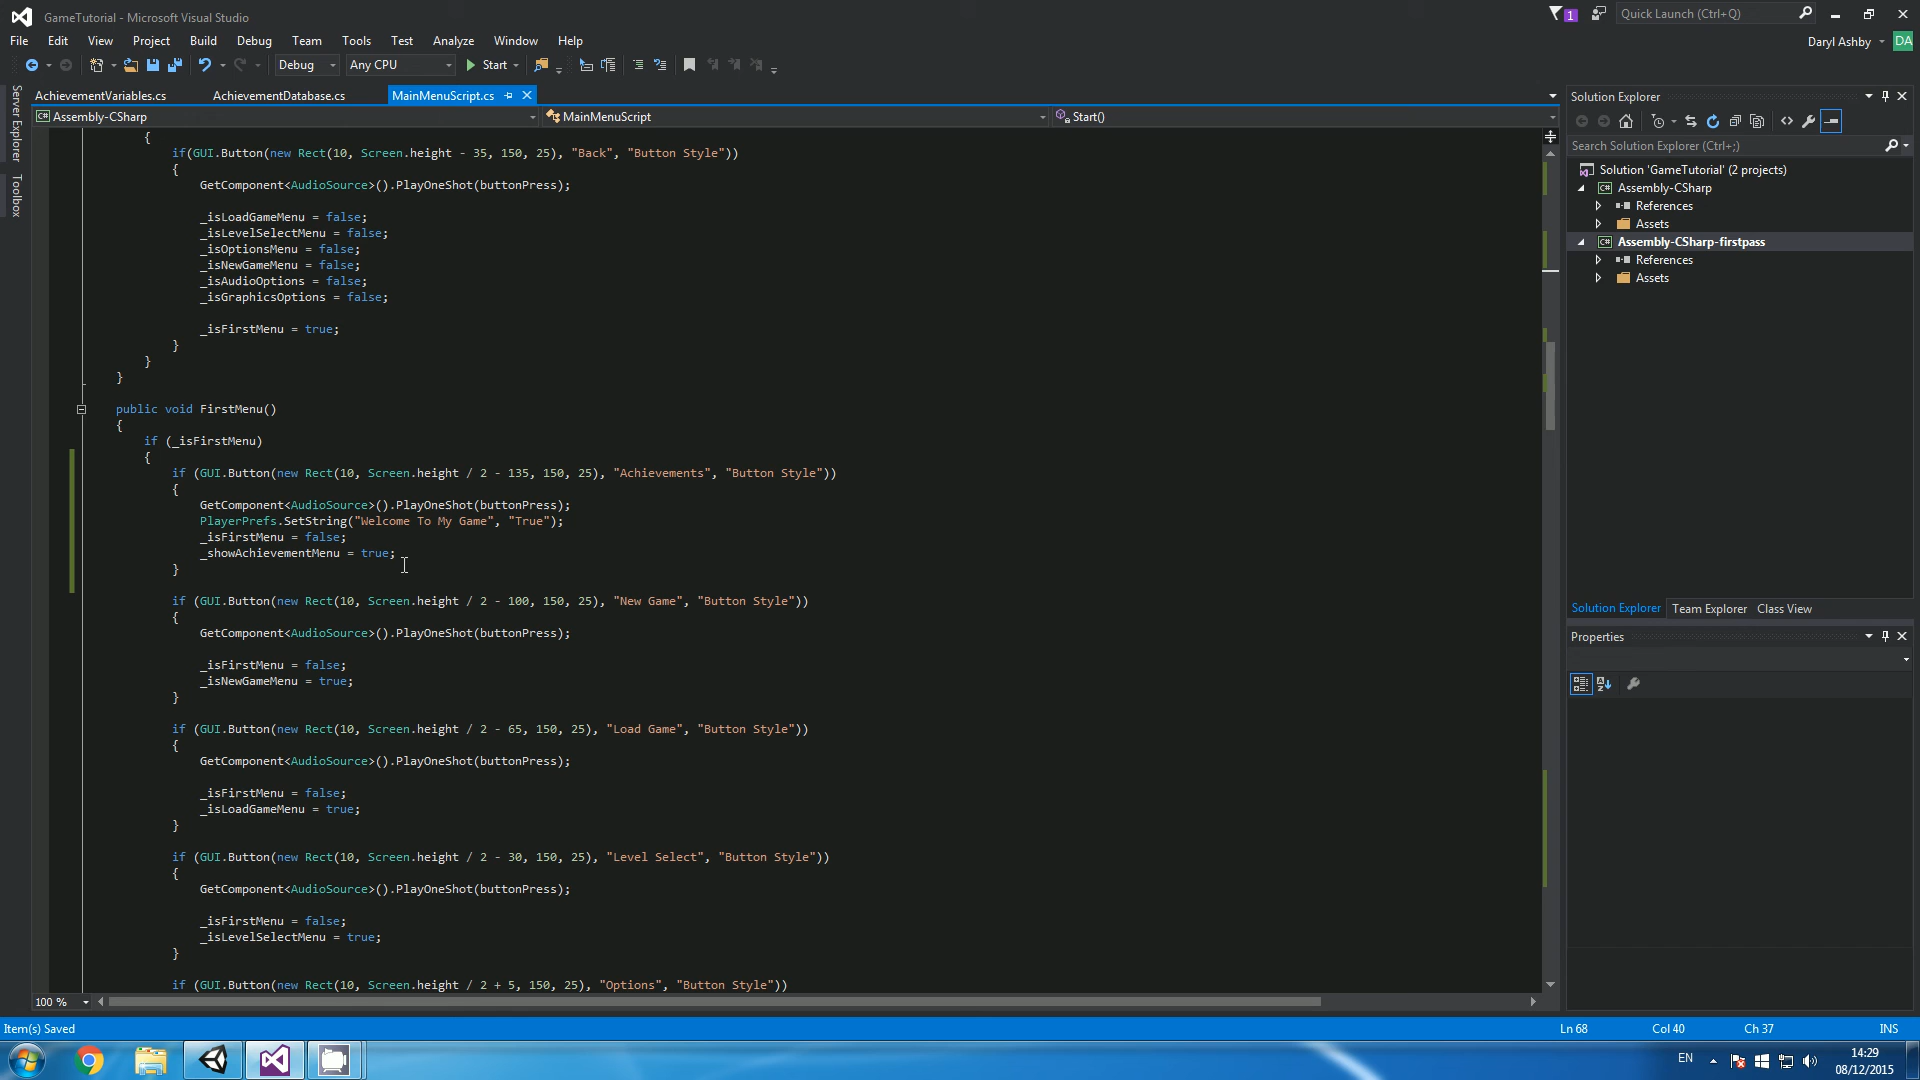 GameTutorial - Microsoft Visual Studio
1
Quick Launch (Ctrl+Q)
File Edit View Project Build Debug Team Tools Test Analyze Window Help
Daryl Ashby DA
Debug Any CPU Start
Server Explorer
Toolbox
AchievementVariables.cs AchievementDatabase.cs MainMenuScript.cs
Assembly-CSharp MainMenuScript Start()
{
if(GUI.Button(new Rect(10, Screen.height - 35, 150, 25), "Back", "Button Style"))
{
GetComponent<AudioSource>().PlayOneShot(buttonPress);
_isLoadGameMenu = false;
_isLevelSelectMenu = false;
_isOptionsMenu = false;
_isNewGameMenu = false;
_isAudioOptions = false;
_isGraphicsOptions = false;
_isFirstMenu = true;
}
}
}
public void FirstMenu()
{
if (_isFirstMenu)
{
if (GUI.Button(new Rect(10, Screen.height / 2 - 135, 150, 25), "Achievements", "Button Style"))
{
GetComponent<AudioSource>().PlayOneShot(buttonPress);
PlayerPrefs.SetString("Welcome To My Game", "True");
_isFirstMenu = false;
_showAchievementMenu = true;
}
if (GUI.Button(new Rect(10, Screen.height / 2 - 100, 150, 25), "New Game", "Button Style"))
{
GetComponent<AudioSource>().PlayOneShot(buttonPress);
_isFirstMenu = false;
_isNewGameMenu = true;
}
if (GUI.Button(new Rect(10, Screen.height / 2 - 65, 150, 25), "Load Game", "Button Style"))
{
GetComponent<AudioSource>().PlayOneShot(buttonPress);
_isFirstMenu = false;
_isLoadGameMenu = true;
}
if (GUI.Button(new Rect(10, Screen.height / 2 - 30, 150, 25), "Level Select", "Button Style"))
{
GetComponent<AudioSource>().PlayOneShot(buttonPress);
_isFirstMenu = false;
_isLevelSelectMenu = true;
}
if (GUI.Button(new Rect(10, Screen.height / 2 + 5, 150, 25), "Options", "Button Style"))
100 %
Solution Explorer
Search Solution Explorer (Ctrl+;)
Solution 'GameTutorial' (2 projects)
C# Assembly-CSharp
References
Assets
C# Assembly-CSharp-firstpass
References
Assets
Solution Explorer Team Explorer Class View
Properties
Item(s) Saved Ln 68 Col 40 Ch 37 INS
EN
14:29
08/12/2015